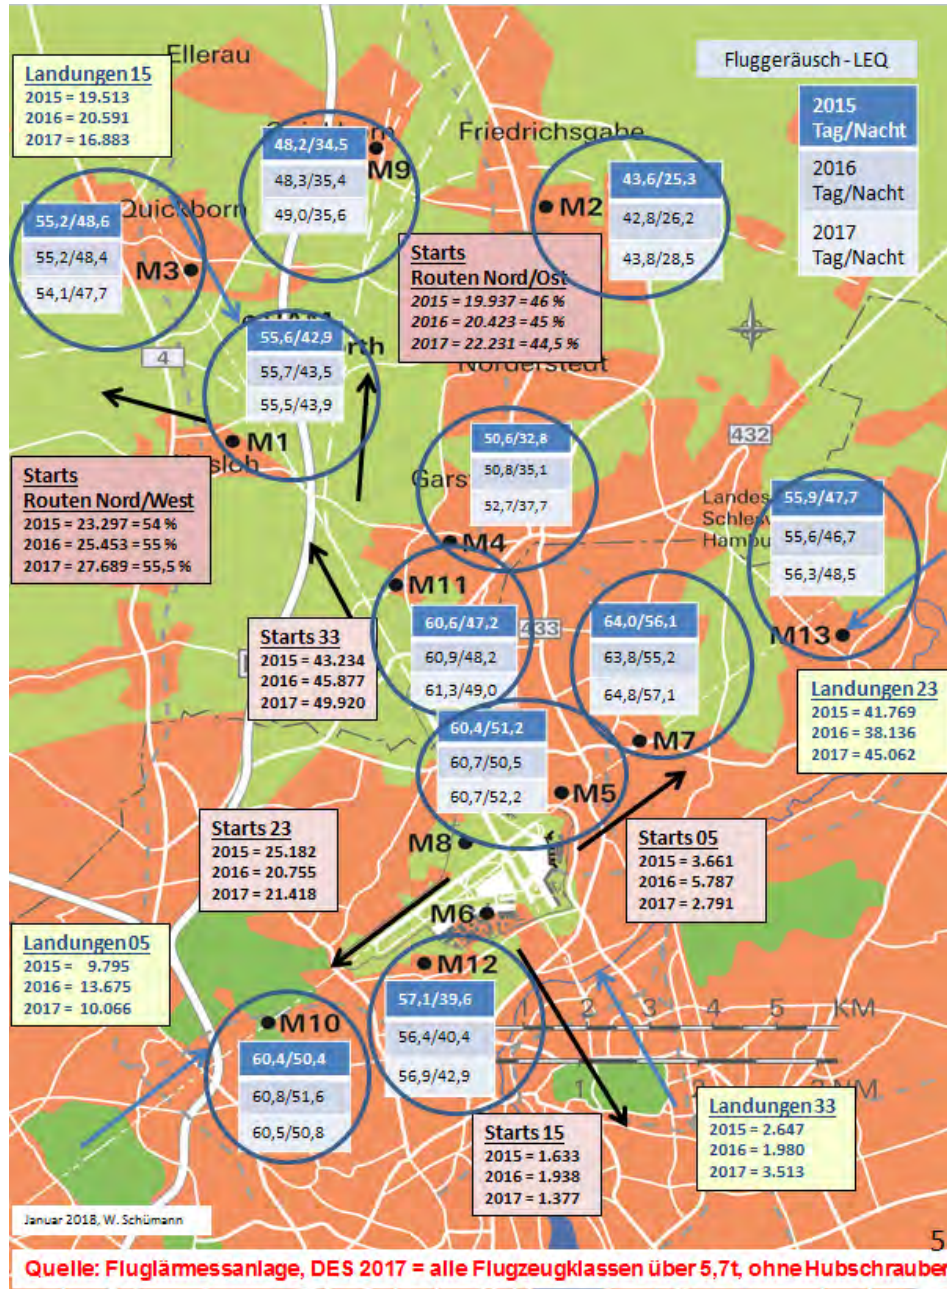 Ellerau
Fluggeräusch - LEQ
Landungen 15
2015 = 19.513
2016 = 20.591
2017 = 16.883
2015
Tag/Nacht
2016
Tag/Nacht
2017
Tag/Nacht
Friedrichsgabe
48,2/34,5
48,3/35,4
49,0/35,6
M9
43,6/25,3
42,8/26,2
43,8/28,5
M2
Quickborn
55,2/48,6
55,2/48,4
54,1/47,7
M3
Starts
Routen Nord/Ost
2015 = 19.937 = 46 %
2016 = 20.423 = 45 %
2017 = 22.231 = 44,5 %
Norderstedt
4
55,6/42,9
55,7/43,5
55,5/43,9
M1
50,6/32,8
50,8/35,1
52,7/37,7
M4
432
Starts
Routen Nord/West
2015 = 23.297 = 54 %
2016 = 25.453 = 55 %
2017 = 27.689 = 55,5 %
Landes
Schlesw
Hambu
55,9/47,7
55,6/46,7
56,3/48,5
M13
M11
60,6/47,2
60,9/48,2
61,3/49,0
433
64,0/56,1
63,8/55,2
64,8/57,1
M7
Starts 33
2015 = 43.234
2016 = 45.877
2017 = 49.920
Landungen 23
2015 = 41.769
2016 = 38.136
2017 = 45.062
60,4/51,2
60,7/50,5
60,7/52,2
M5
Starts 23
2015 = 25.182
2016 = 20.755
2017 = 21.418
M8
Starts 05
2015 = 3.661
2016 = 5.787
2017 = 2.791
M6
Landungen 05
2015 = 9.795
2016 = 13.675
2017 = 10.066
M12
57,1/39,6
56,4/40,4
56,9/42,9
M10
60,4/50,4
60,8/51,6
60,5/50,8
1 2 3 4 5 KM
1 2 NM
Starts 15
2015 = 1.633
2016 = 1.938
2017 = 1.377
Landungen 33
2015 = 2.647
2016 = 1.980
2017 = 3.513
Januar 2018, W. Schümann
5
Quelle: Fluglärmessanlage, DES 2017 = alle Flugzeugklassen über 5,7t, ohne Hubschrauber